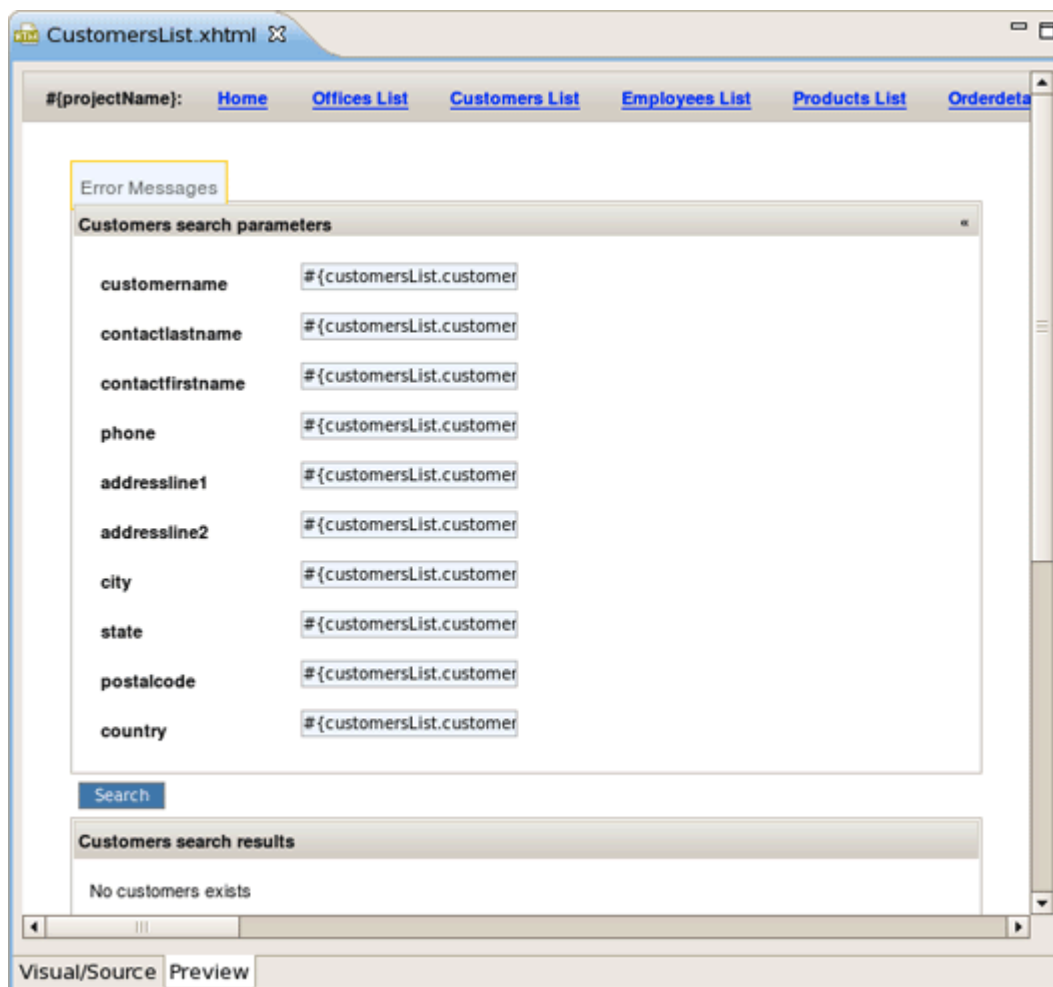 CustomersList.xhtml
#{projectName}: Home Offices List Customers List Employees List Products List Orderdeta
Error Messages
Customers search parameters «
customername #{customersList.customer
contactlastname #{customersList.customer
contactfirstname #{customersList.customer
phone #{customersList.customer
addressline1 #{customersList.customer
addressline2 #{customersList.customer
city #{customersList.customer
state #{customersList.customer
postalcode #{customersList.customer
country #{customersList.customer
Search
Customers search results
No customers exists
Visual/Source Preview